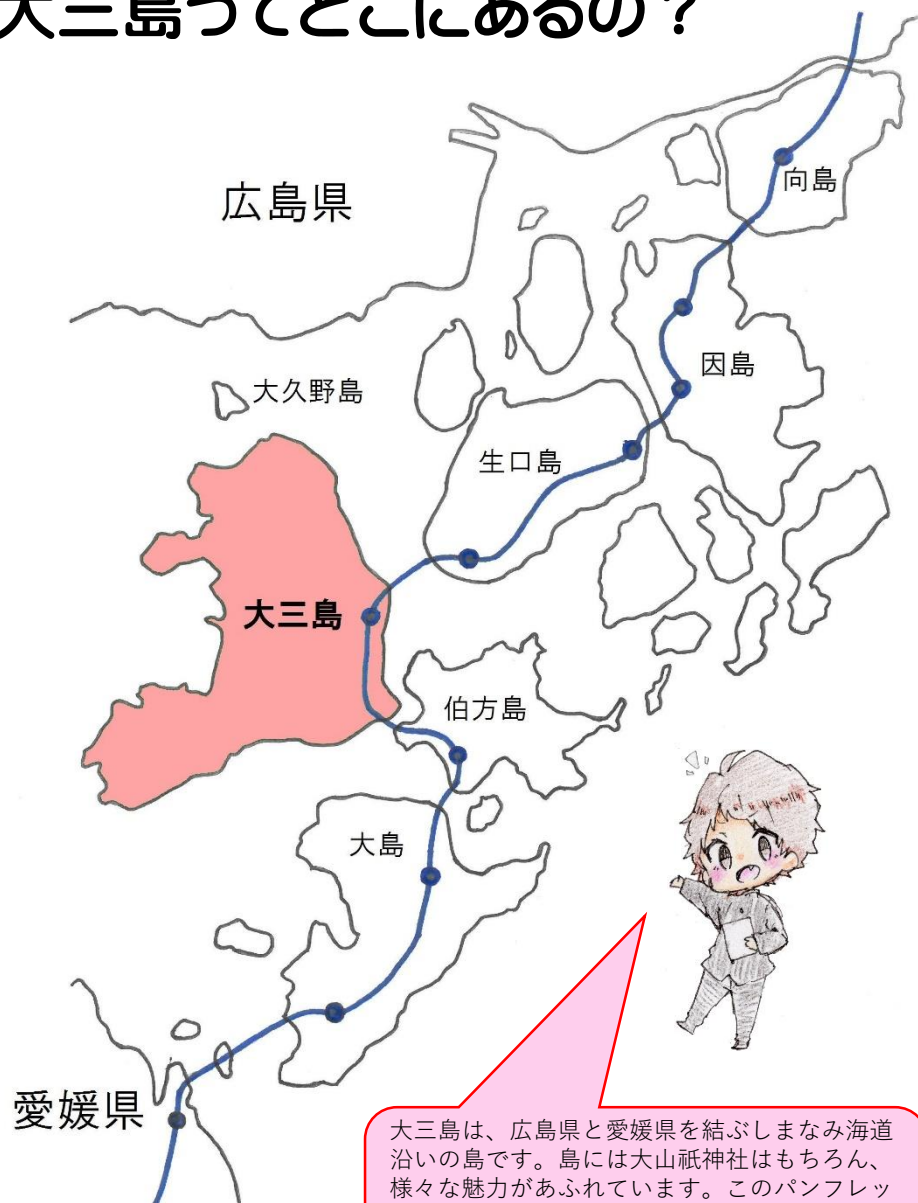 大三島ってどこにあるの？
広島県
向島
因島
大久野島
生口島
大三島
伯方島
大島
愛媛県
大三島は、広島県と愛媛県を結ぶしまなみ海道
沿いの島です。島には大山祇神社はもちろん、
様々な魅力があふれています。このパンフレッ